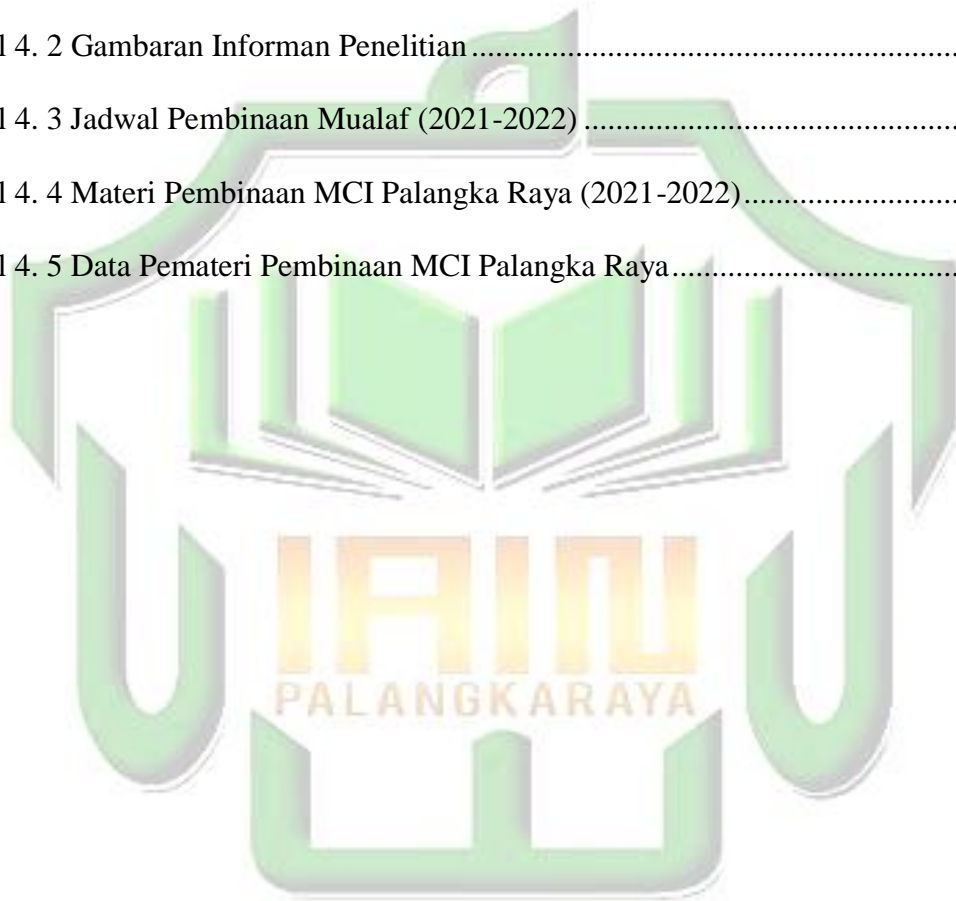 l 4. 2 Gambaran Informan Penelitian ....................................................
l 4. 3 Jadwal Pembinaan Mualaf (2021-2022) ........................................
l 4. 4 Materi Pembinaan MCI Palangka Raya (2021-2022).......................
l 4. 5 Data Pemateri Pembinaan MCI Palangka Raya...............................
IAIN
PALANGKARAYA